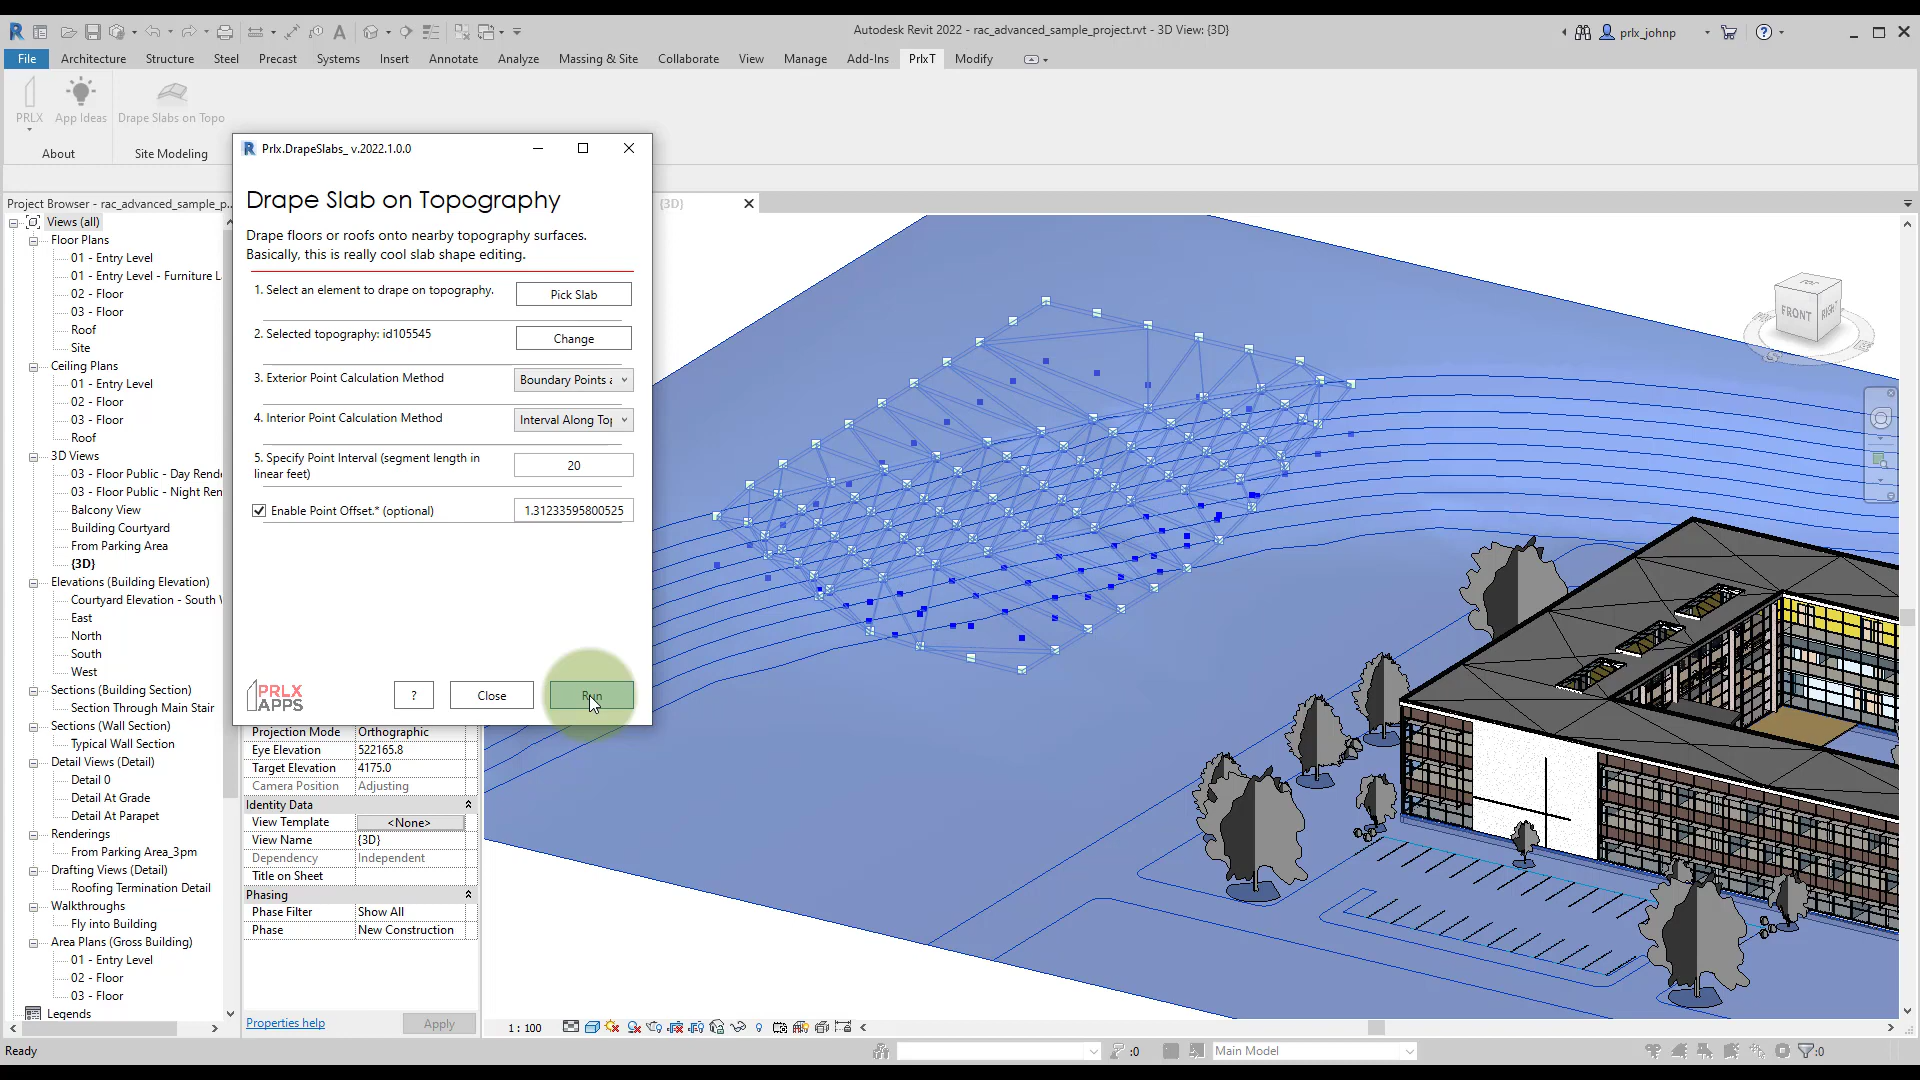 Autodesk Revit 2022 - rac_advanced_sample_project.rvt - 3D View: {3D}
prlx_johnp
File
Architecture
Structure
Steel
Precast
Systems
Insert
Annotate
Analyze
Massing & Site
Collaborate
View
Manage
Add-Ins
PrlxT
Modify
PRLX
App Ideas
Drape Slabs on Topo
About
Site Modeling
Prlx.DrapeSlabs_ v.2022.1.0.0
Drape Slab on Topography
Drape floors or roofs onto nearby topography surfaces.
Basically, this is really cool slab shape editing.
1. Select an element to drape on topography.
Pick Slab
2. Selected topography: id105545
Change
3. Exterior Point Calculation Method
Boundary Points a
4. Interior Point Calculation Method
Interval Along Top
5. Specify Point Interval (segment length in
linear feet)
20
Enable Point Offset.* (optional)
1.31233595800525
PRLX
APPS
?
Close
Run
Project Browser - rac_advanced_sample_p...
Views (all)
Floor Plans
01 - Entry Level
01 - Entry Level - Furniture L
02 - Floor
03 - Floor
Roof
Site
Ceiling Plans
01 - Entry Level
02 - Floor
03 - Floor
Roof
3D Views
03 - Floor Public - Day Rende
03 - Floor Public - Night Ren
Balcony View
Building Courtyard
From Parking Area
{3D}
Elevations (Building Elevation)
Courtyard Elevation - South W
East
North
South
West
Sections (Building Section)
Section Through Main Stair
Sections (Wall Section)
Typical Wall Section
Detail Views (Detail)
Detail 0
Detail At Grade
Detail At Parapet
Renderings
From Parking Area_3pm
Drafting Views (Detail)
Roofing Termination Detail
Walkthroughs
Fly into Building
Area Plans (Gross Building)
01 - Entry Level
02 - Floor
03 - Floor
Legends
Projection Mode Orthographic
Eye Elevation 522165.8
Target Elevation 4175.0
Camera Position Adjusting
Identity Data
View Template <None>
View Name {3D}
Dependency Independent
Title on Sheet
Phasing
Phase Filter Show All
Phase New Construction
Properties help
Apply
{3D}
FRONT
RIGHT
1 : 100
Ready
:0
Main Model
:0